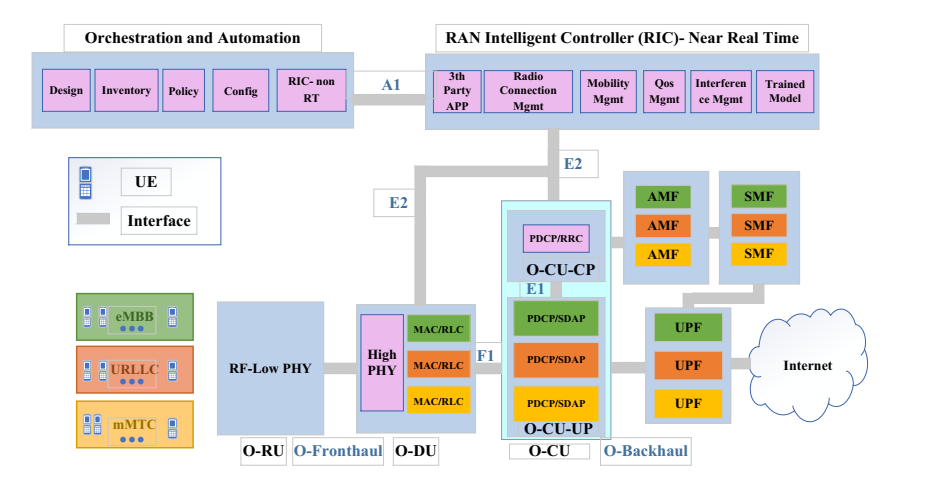 Orchestration and Automation
RAN Intelligent Controller (RIC)- Near Real Time
Design
Inventory
Policy
Config
RIC- non
RT
A1
3th
Party
APP
Radio
Connection
Mgmt
Mobility
Mgmt
Qos
Mgmt
Interferen
ce Mgmt
Trained
Model
UE
Interface
E2
E2
AMF
AMF
AMF
SMF
SMF
SMF
PDCP/RRC
O-CU-CP
E1
eMBB
URLLC
mMTC
RF-Low PHY
High
PHY
MAC/RLC
MAC/RLC
MAC/RLC
F1
PDCP/SDAP
PDCP/SDAP
PDCP/SDAP
O-CU-UP
UPF
UPF
UPF
Internet
O-RU
O-Fronthaul
O-DU
O-CU
O-Backhaul